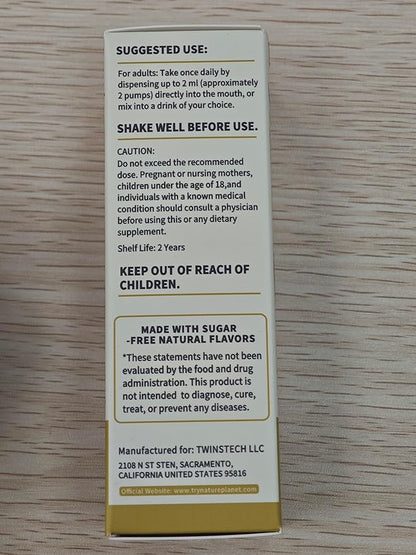 SUGGESTED USE:
For adults: Take once daily by
dispensing up to 2 ml (approximately
2 pumps) directly into the mouth, or
mix into a drink of your choice.
SHAKE WELL BEFORE USE.
CAUTION:
Do not exceed the recommended
dose. Pregnant or nursing mothers,
children under the age of 18,and
individuals with a known medical
condition should consult a physician
before using this or any dietary
supplement.
Shelf Life: 2 Years
KEEP OUT OF REACH OF
CHILDREN.
MADE WITH SUGAR
-FREE NATURAL FLAVORS
*These statements have not been
evaluated by the food and drug
administration. This product is
not intended to diagnose, cure,
treat, or prevent any diseases.
Manufactured for: TWINSTECH LLC
2108 N ST STEN, SACRAMENTO,
CALIFORNIA UNITED STATES 95816
Official Website: www.trynatureplanet.com